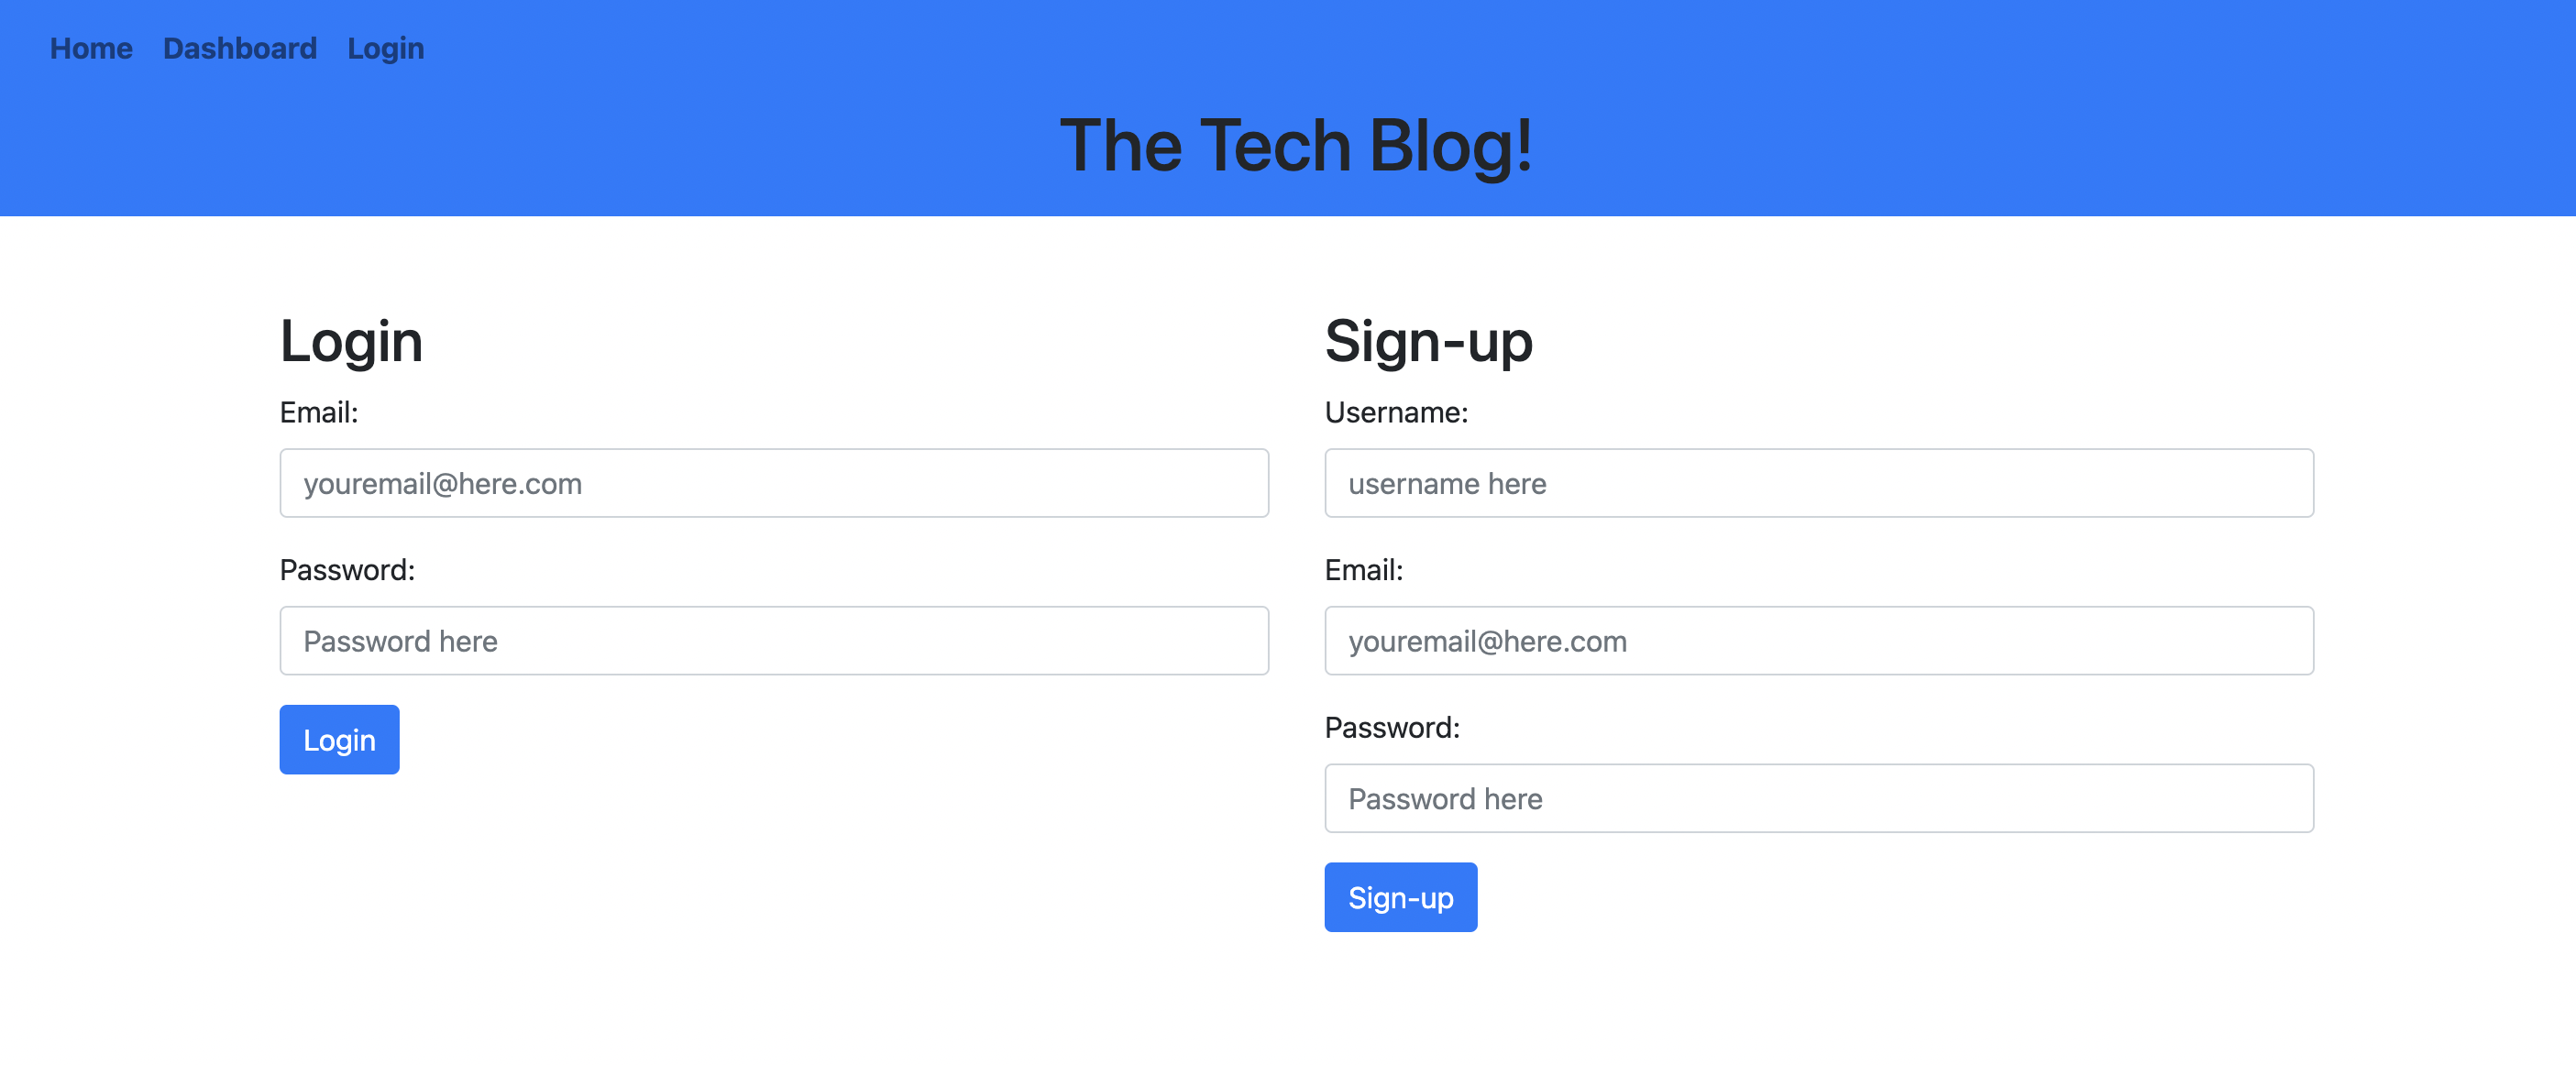 Home Dashboard Login
The Tech Blog!
Login
Email:
youremail@here.com
Password:
Password here
Login
Sign-up
Username:
username here
Email:
youremail@here.com
Password:
Password here
Sign-up